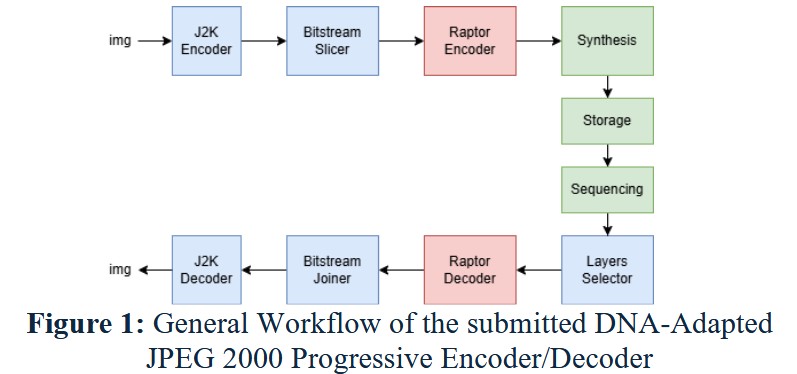 img
J2K
Encoder
Bitstream
Slicer
Raptor
Encoder
Synthesis
Storage
Sequencing
img
J2K
Decoder
Bitstream
Joiner
Raptor
Decoder
Layers
Selector
Figure 1: General Workflow of the submitted DNA-Adapted
JPEG 2000 Progressive Encoder/Decoder